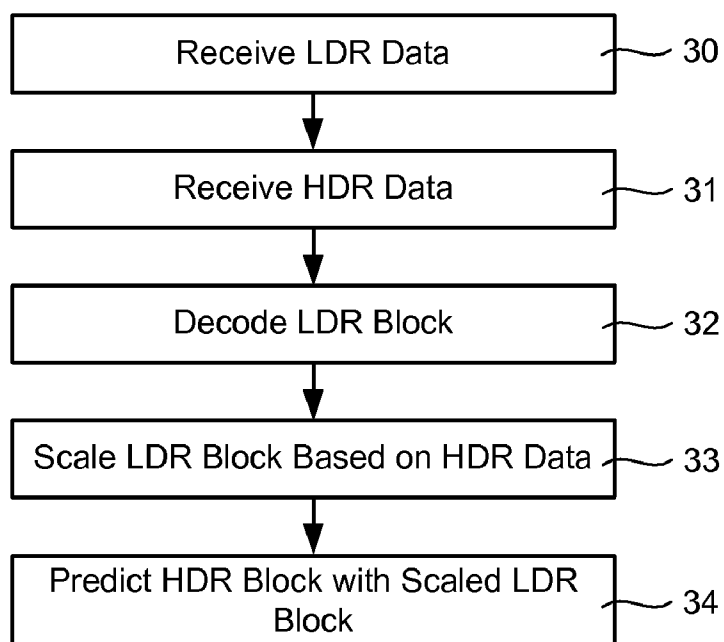 Receive LDR Data 30
Receive HDR Data 31
Decode LDR Block 32
Scale LDR Block Based on HDR Data 33
Predict HDR Block with Scaled LDR
Block 34